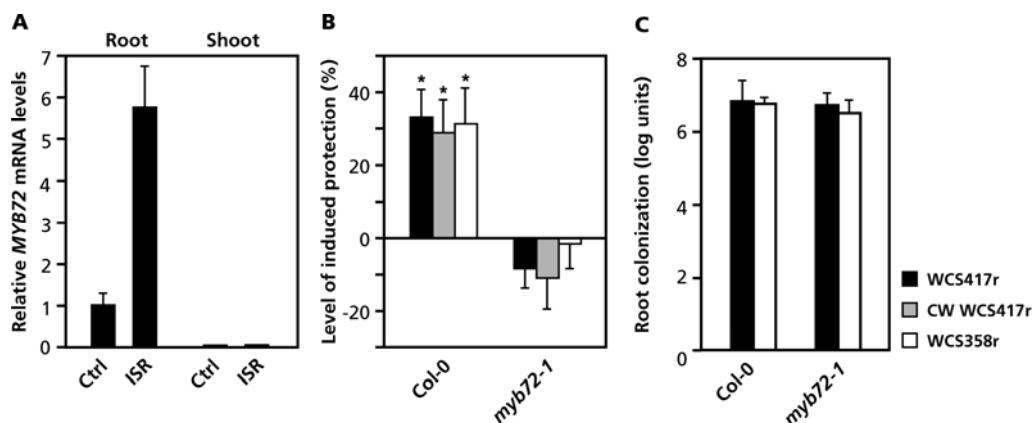 A
Root Shoot
Relative MYB72 mRNA levels
7
6
5
4
3
2
1
0
Ctrl ISR Ctrl ISR
B
Level of induced protection (%)
40
20
0
-20
* * *
Col-0 myb72-1
C
Root colonization (log units)
8
6
4
2
0
Col-0 myb72-1
WCS417r
CW WCS417r
WCS358r